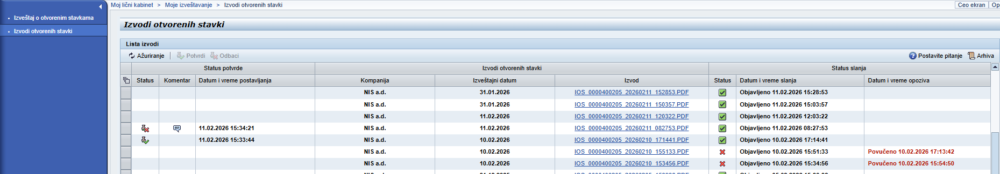 Moj lični kabinet > Moje izveštavanje > Izvodi otvorenih stavki
Ceo ekran Op
Izveštaj o otvorenim stavkama
Izvodi otvorenih stavki
Izvodi otvorenih stavki
Lista izvodi
Ažuriranje Potvrdi Odbaci Postavite pitanje Arhiva
Status potvrde Izvodi otvorenih stavki Status slanja
Status Komentar Datum i vreme postavljanja Kompanija Izveštajni datum Izvod Status Datum i vreme slanja Datum i vreme opoziva
NIS a.d. 31.01.2026 IOS_0000400205_20260211_152853.PDF Objavljeno 11.02.2026 15:28:53
NIS a.d. 31.01.2026 IOS_0000400205_20260211_150357.PDF Objavljeno 11.02.2026 15:03:57
NIS a.d. 11.02.2026 IOS_0000400205_20260211_120322.PDF Objavljeno 11.02.2026 12:03:22
11.02.2026 15:34:21 NIS a.d. 11.02.2026 IOS_0000400205_20260211_082753.PDF Objavljeno 11.02.2026 08:27:53
11.02.2026 15:33:44 NIS a.d. 10.02.2026 IOS_0000400205_20260210_171441.PDF Objavljeno 10.02.2026 17:14:41
NIS a.d. 10.02.2026 IOS_0000400205_20260210_155133.PDF Objavljeno 10.02.2026 15:51:33 Povučeno 10.02.2026 17:13:42
NIS a.d. 10.02.2026 IOS_0000400205_20260210_153456.PDF Objavljeno 10.02.2026 15:34:56 Povučeno 10.02.2026 15:54:50
NIS a.d.